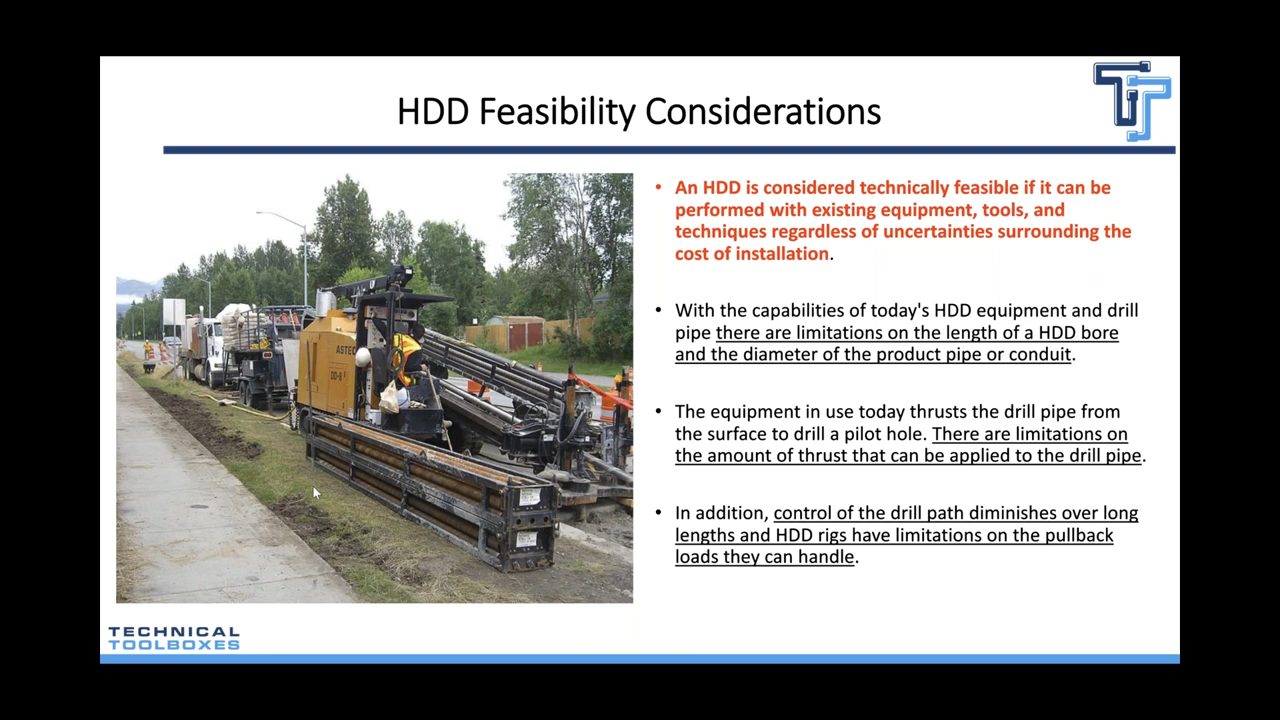 HDD Feasibility Considerations
ASTEC
DD-6
• An HDD is considered technically feasible if it can be
performed with existing equipment, tools, and
techniques regardless of uncertainties surrounding the
cost of installation.
• With the capabilities of today's HDD equipment and drill
pipe there are limitations on the length of a HDD bore
and the diameter of the product pipe or conduit.
• The equipment in use today thrusts the drill pipe from
the surface to drill a pilot hole. There are limitations on
the amount of thrust that can be applied to the drill pipe.
• In addition, control of the drill path diminishes over long
lengths and HDD rigs have limitations on the pullback
loads they can handle.
TECHNICAL
TOOLBOXES